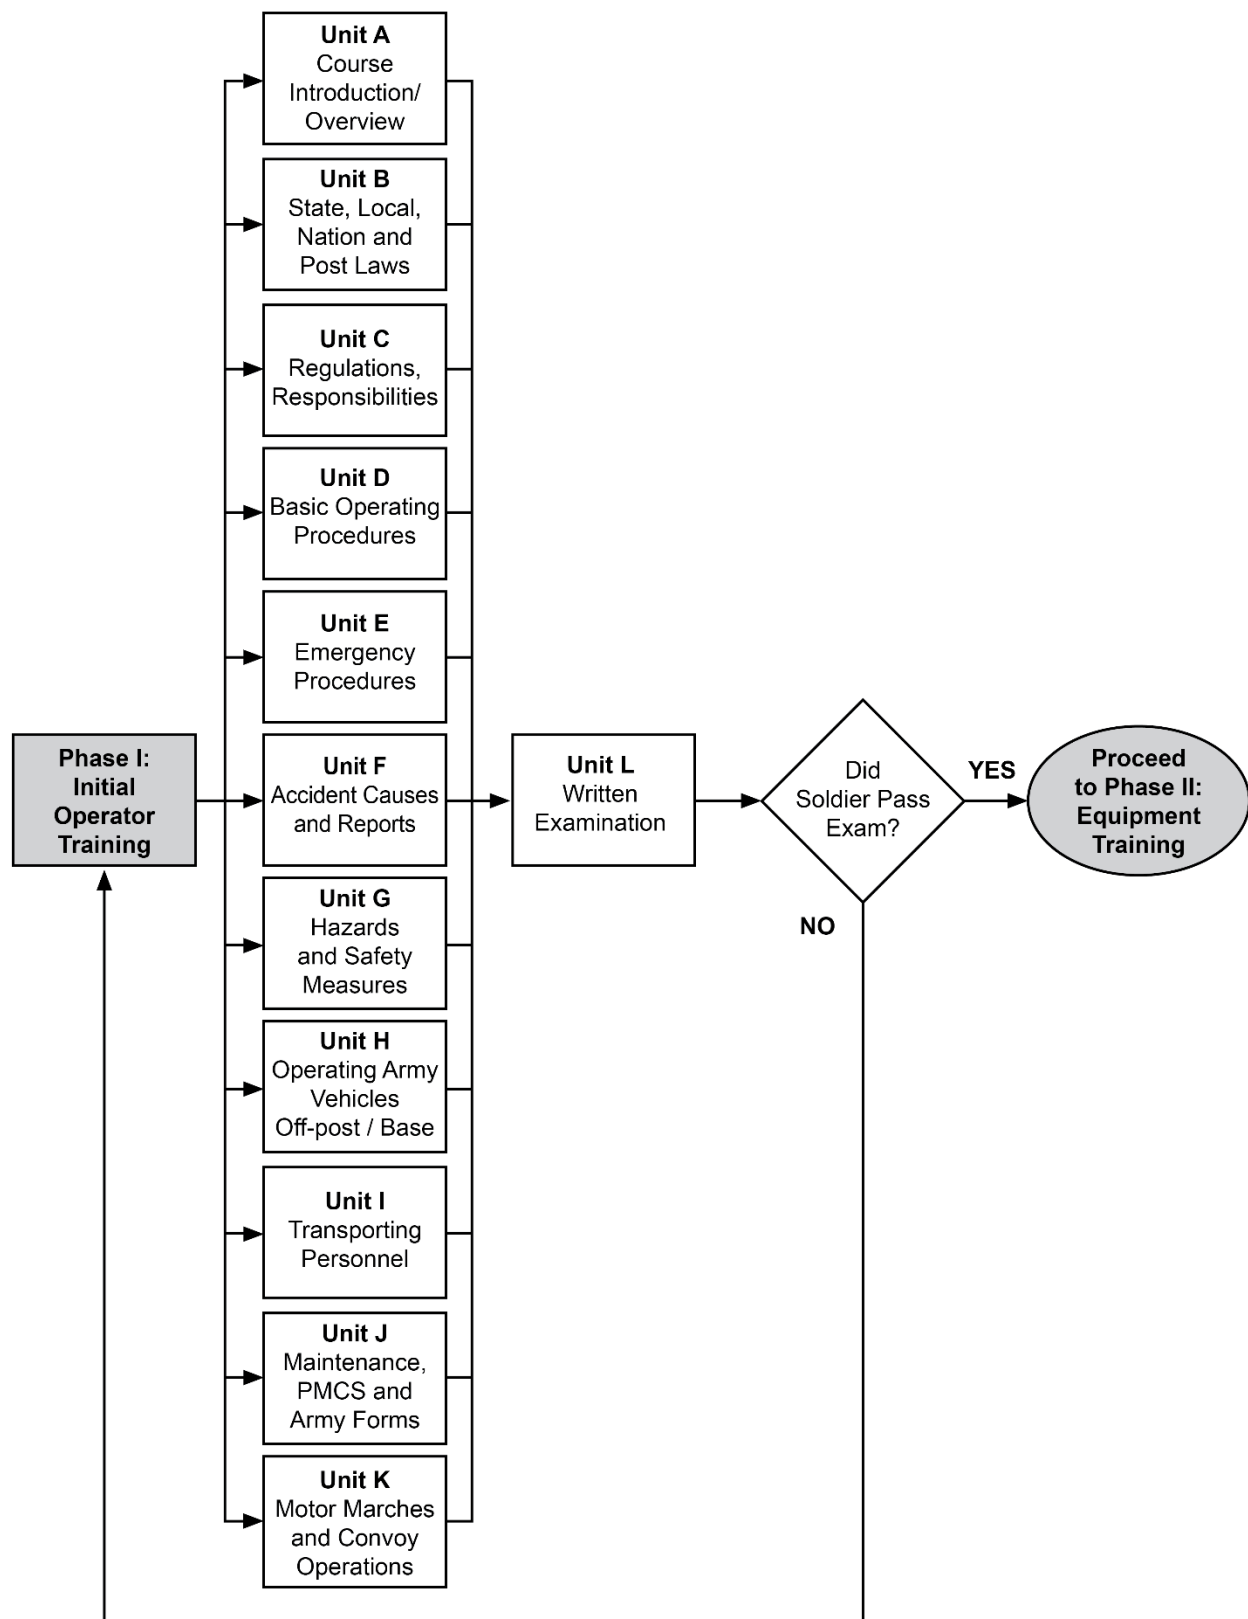 Unit A
Course
Introduction/
Overview
Unit B
State, Local,
Nation and
Post Laws
Unit C
Regulations,
Responsibilities
Unit D
Basic Operating
Procedures
Unit E
Emergency
Procedures
Phase I:
Initial
Operator
Training
Unit F
Accident Causes
and Reports
Unit G
Hazards
and Safety
Measures
Unit H
Operating Army
Vehicles
Off-post / Base
Unit I
Transporting
Personnel
Unit J
Maintenance,
PMCS and
Army Forms
Unit K
Motor Marches
and Convoy
Operations
Unit L
Written
Examination
Did
Soldier Pass
Exam?
YES
NO
Proceed
to Phase II:
Equipment
Training